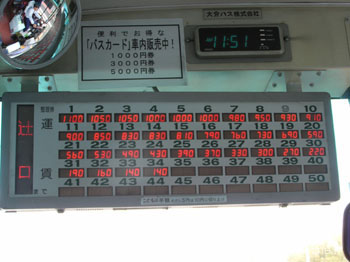 便利でお得な
「バスカード」車内販売中!
1000円券
3000円券
5000円券
大分バス株式会社
11:51
整理券 1 2 3 4 5 6 7 8 9 10
運 1100 1050 1050 1050 1000 1000 980 950 930 910
11 12 13 14 15 16 17 18 19 20
900 850 830 830 810 790 760 730 690 590
21 22 23 24 25 26 27 28 29 30
560 530 490 430 390 370 330 300 270 220
賃 31 32 33 34 35 36 37 38 39 40
190 160 140 140
41 42 43 44 45 46 47 48 49 50
辻
口
まで